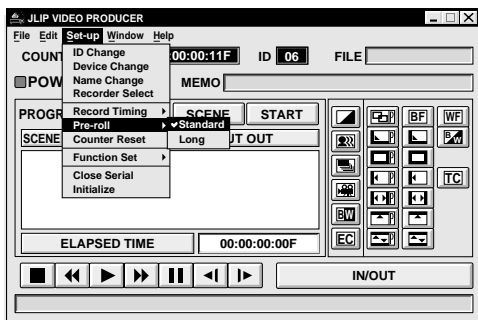 JLIP VIDEO PRODUCER
File Edit Set-up Window Help
COUNT 00:00:11F ID 06 FILE
POW MEMO
ID Change
Device Change
Name Change
Recorder Select
Record Timing
Pre-roll
Counter Reset
Function Set
Close Serial
Initialize
Standard
Long
PROGR SCENE START
SCENE UT OUT
ELAPSED TIME 00:00:00:00F
BW
EC
P BF WF
P B/W
P
P TC
P
P
P
IN/OUT